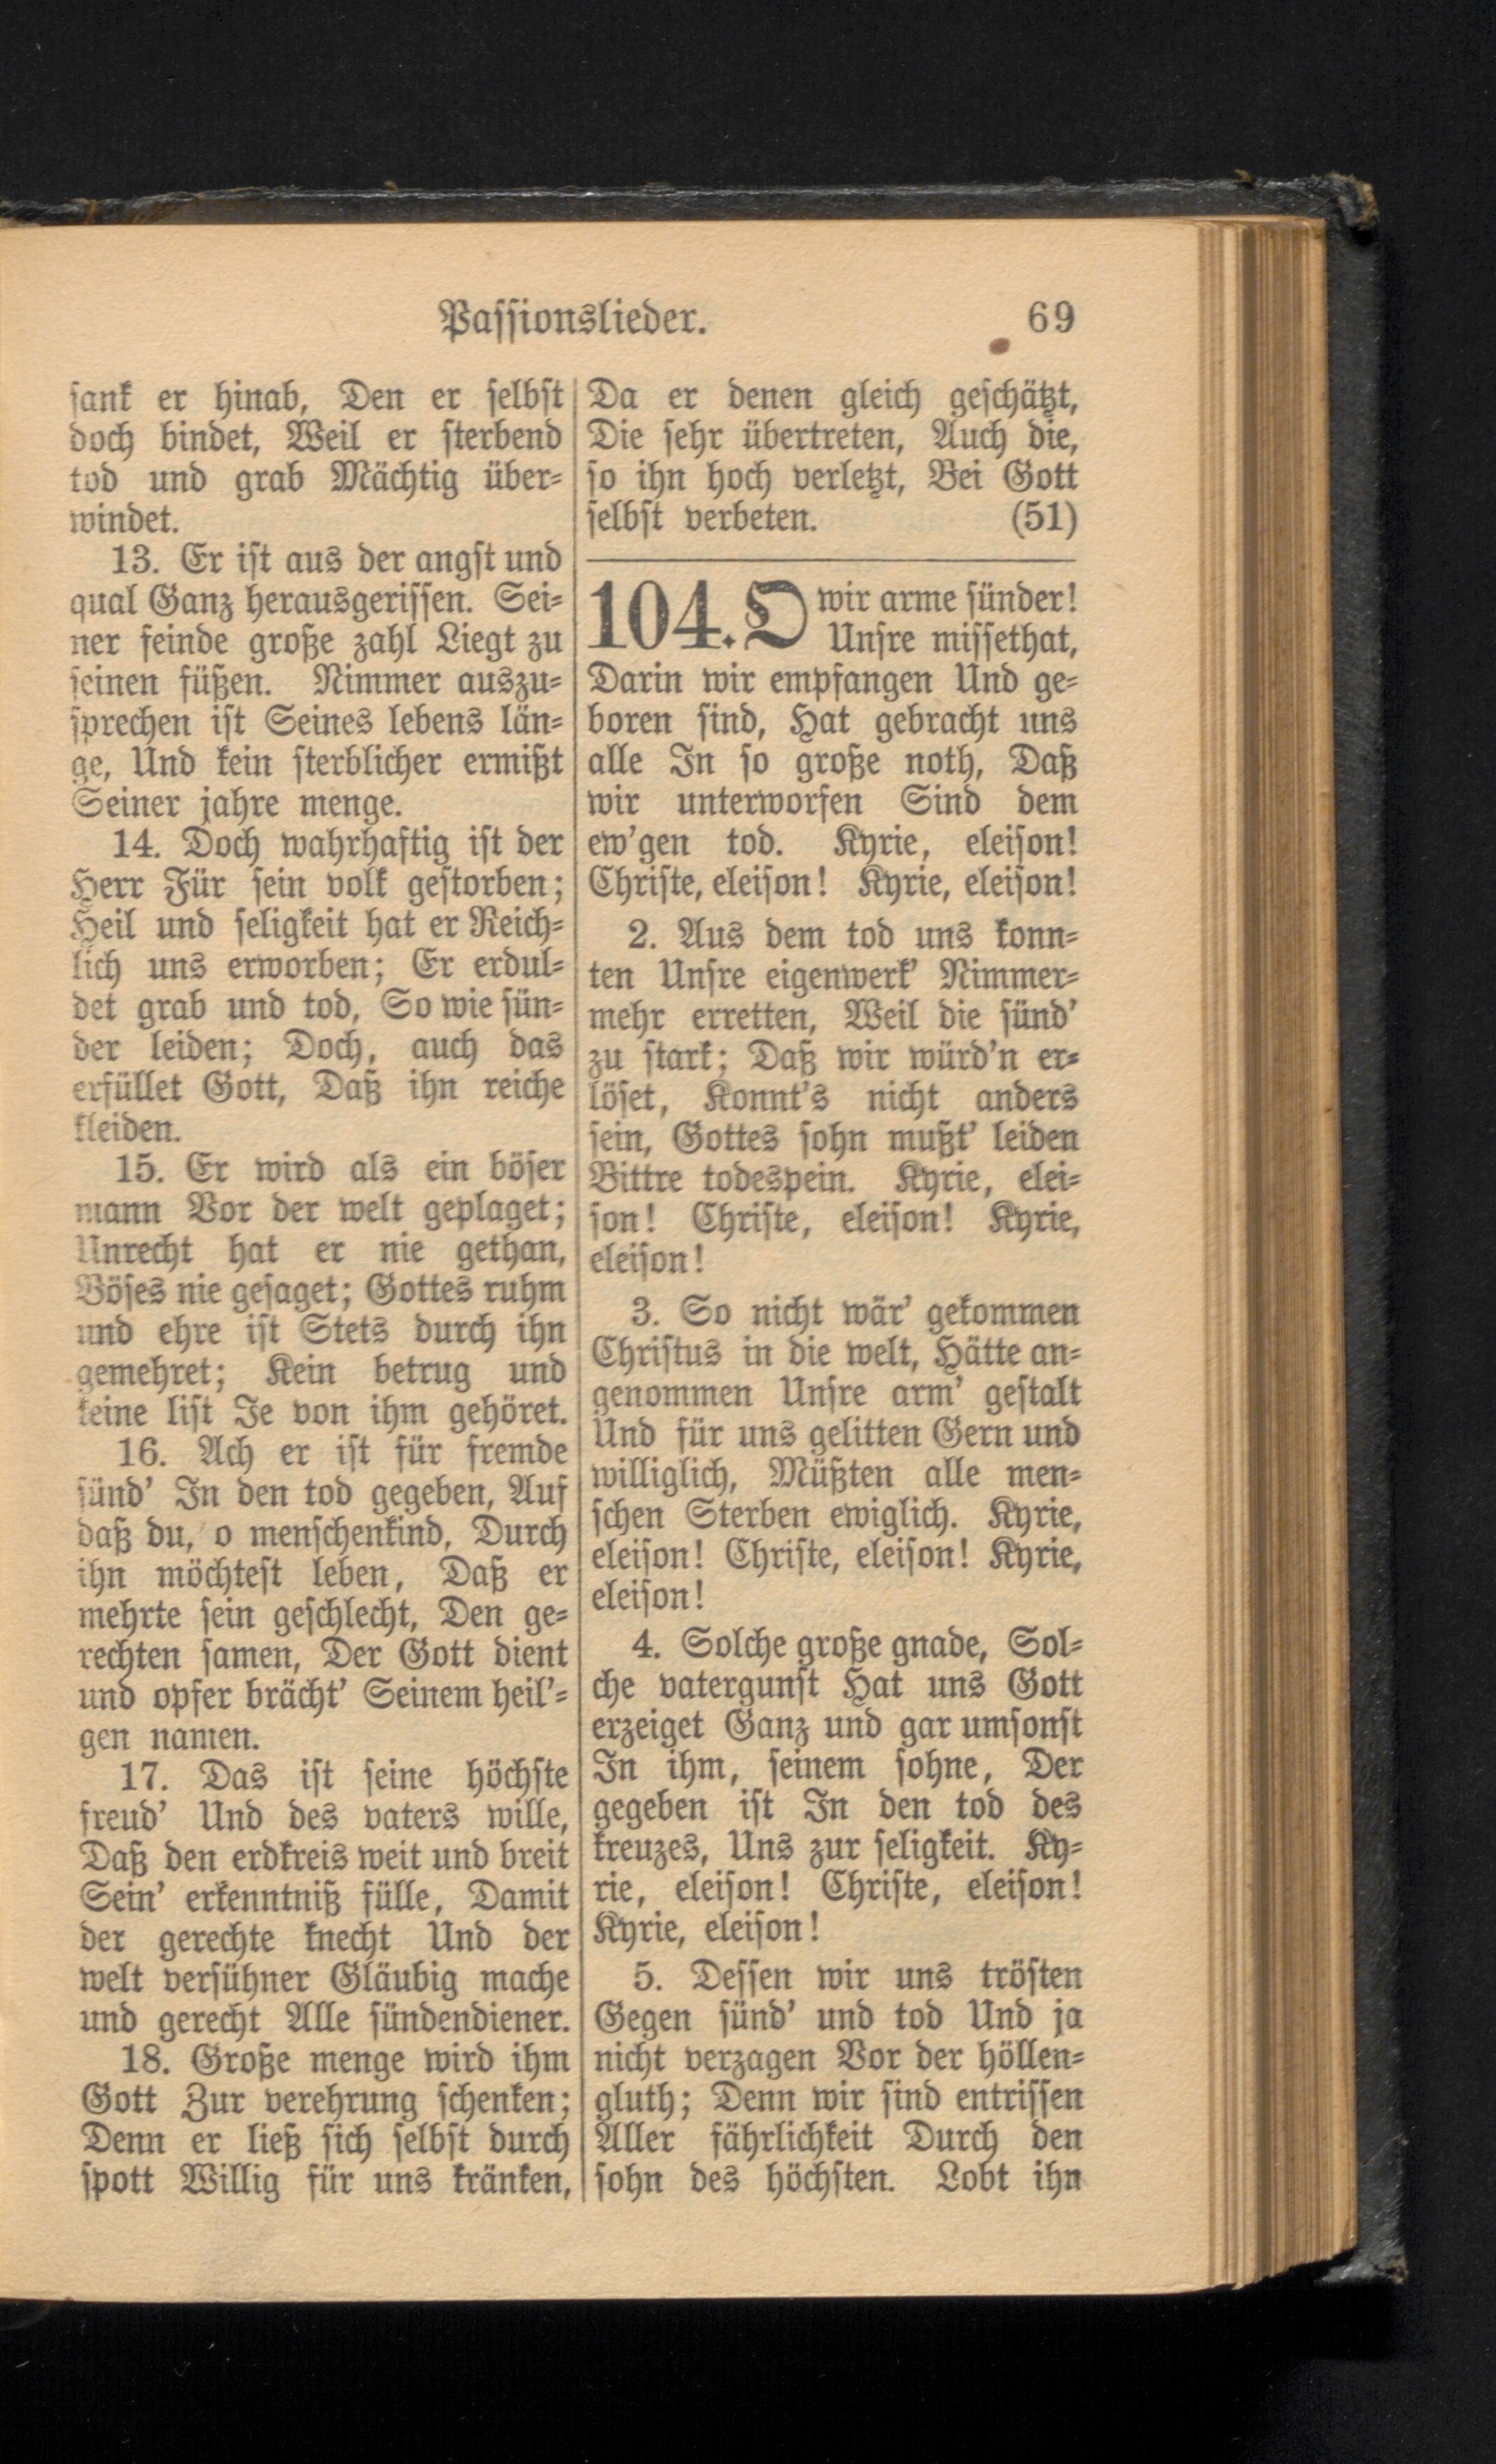 Passionslieder. 69
sank er hinab, Den er selbst
doch bindet, Weil er sterbend
tod und grab Mächtig über-
windet.
13. Er ist aus der angst und
qual Ganz herausgerissen. Sei-
ner feinde große zahl Liegt zu
seinen füßen. Nimmer auszu-
sprechen ist Seines lebens län-
ge, Und kein sterblicher ermißt
Seiner jahre menge.
14. Doch wahrhaftig ist der
Herr Für sein volk gestorben;
Heil und seligkeit hat er Reich-
lich uns erworben; Er erdul-
det grab und tod, So wie sün-
der leiden; Doch, auch das
erfüllet Gott, Daß ihn reiche
kleiden.
15. Er wird als ein böser
mann Vor der welt geplaget;
Unrecht hat er nie gethan,
Böses nie gesaget; Gottes ruhm
und ehre ist Stets durch ihn
gemehret; Kein betrug und
keine list Je von ihm gehöret.
16. Ach er ist für fremde
sünd' In den tod gegeben, Auf
daß du, o menschenkind, Durch
ihn möchtest leben, Daß er
mehrte sein geschlecht, Den ge-
rechten samen, Der Gott dient
und opfer brächt' Seinem heil'-
gen namen.
17. Das ist seine höchste
freud' Und des vaters wille,
Daß den erdkreis weit und breit
Sein' erkenntniß fülle, Damit
der gerechte knecht Und der
welt versühner Gläubig mache
und gerecht Alle sündendiener.
18. Große menge wird ihm
Gott Zur verehrung schenken;
Denn er ließ sich selbst durch
spott Willig für uns kränken,
Da er denen gleich geschätzt,
Die sehr übertreten, Auch die,
so ihn hoch verletzt, Bei Gott
selbst verbeten. (51)
104. O wir arme sünder!
Unsre missethat,
Darin wir empfangen Und ge-
boren sind, Hat gebracht uns
alle In so große noth, Daß
wir unterworfen Sind dem
ew'gen tod. Kyrie, eleison!
Christe, eleison! Kyrie, eleison!
2. Aus dem tod uns konn-
ten Unsre eigenwerk' Nimmer-
mehr erretten, Weil die sünd'
zu stark; Daß wir würd'n er-
löset, Konnt's nicht anders
sein, Gottes sohn mußt' leiden
Bittre todespein. Kyrie, elei-
son! Christe, eleison! Kyrie,
eleison!
3. So nicht wär' gekommen
Christus in die welt, Hätte an-
genommen Unsre arm' gestalt
Und für uns gelitten Gern und
williglich, Müßten alle men-
schen Sterben ewiglich. Kyrie,
eleison! Christe, eleison! Kyrie,
eleison!
4. Solche große gnade, Sol-
che vatergunst Hat uns Gott
erzeiget Ganz und gar umsonst
In ihm, seinem sohne, Der
gegeben ist In den tod des
kreuzes, Uns zur seligkeit. Ky-
rie, eleison! Christe, eleison!
Kyrie, eleison!
5. Dessen wir uns trösten
Gegen sünd' und tod Und ja
nicht verzagen Vor der höllen-
gluth; Denn wir sind entrissen
Aller fährlichkeit Durch den
sohn des höchsten. Lobt ihn